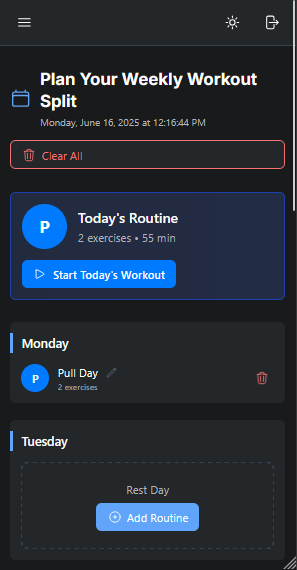 Plan Your Weekly Workout
Split
Monday, June 16, 2025 at 12:16:44 PM
Clear All
P
Today's Routine
2 exercises • 55 min
Start Today's Workout
Monday
P
Pull Day
2 exercises
Tuesday
Rest Day
Add Routine